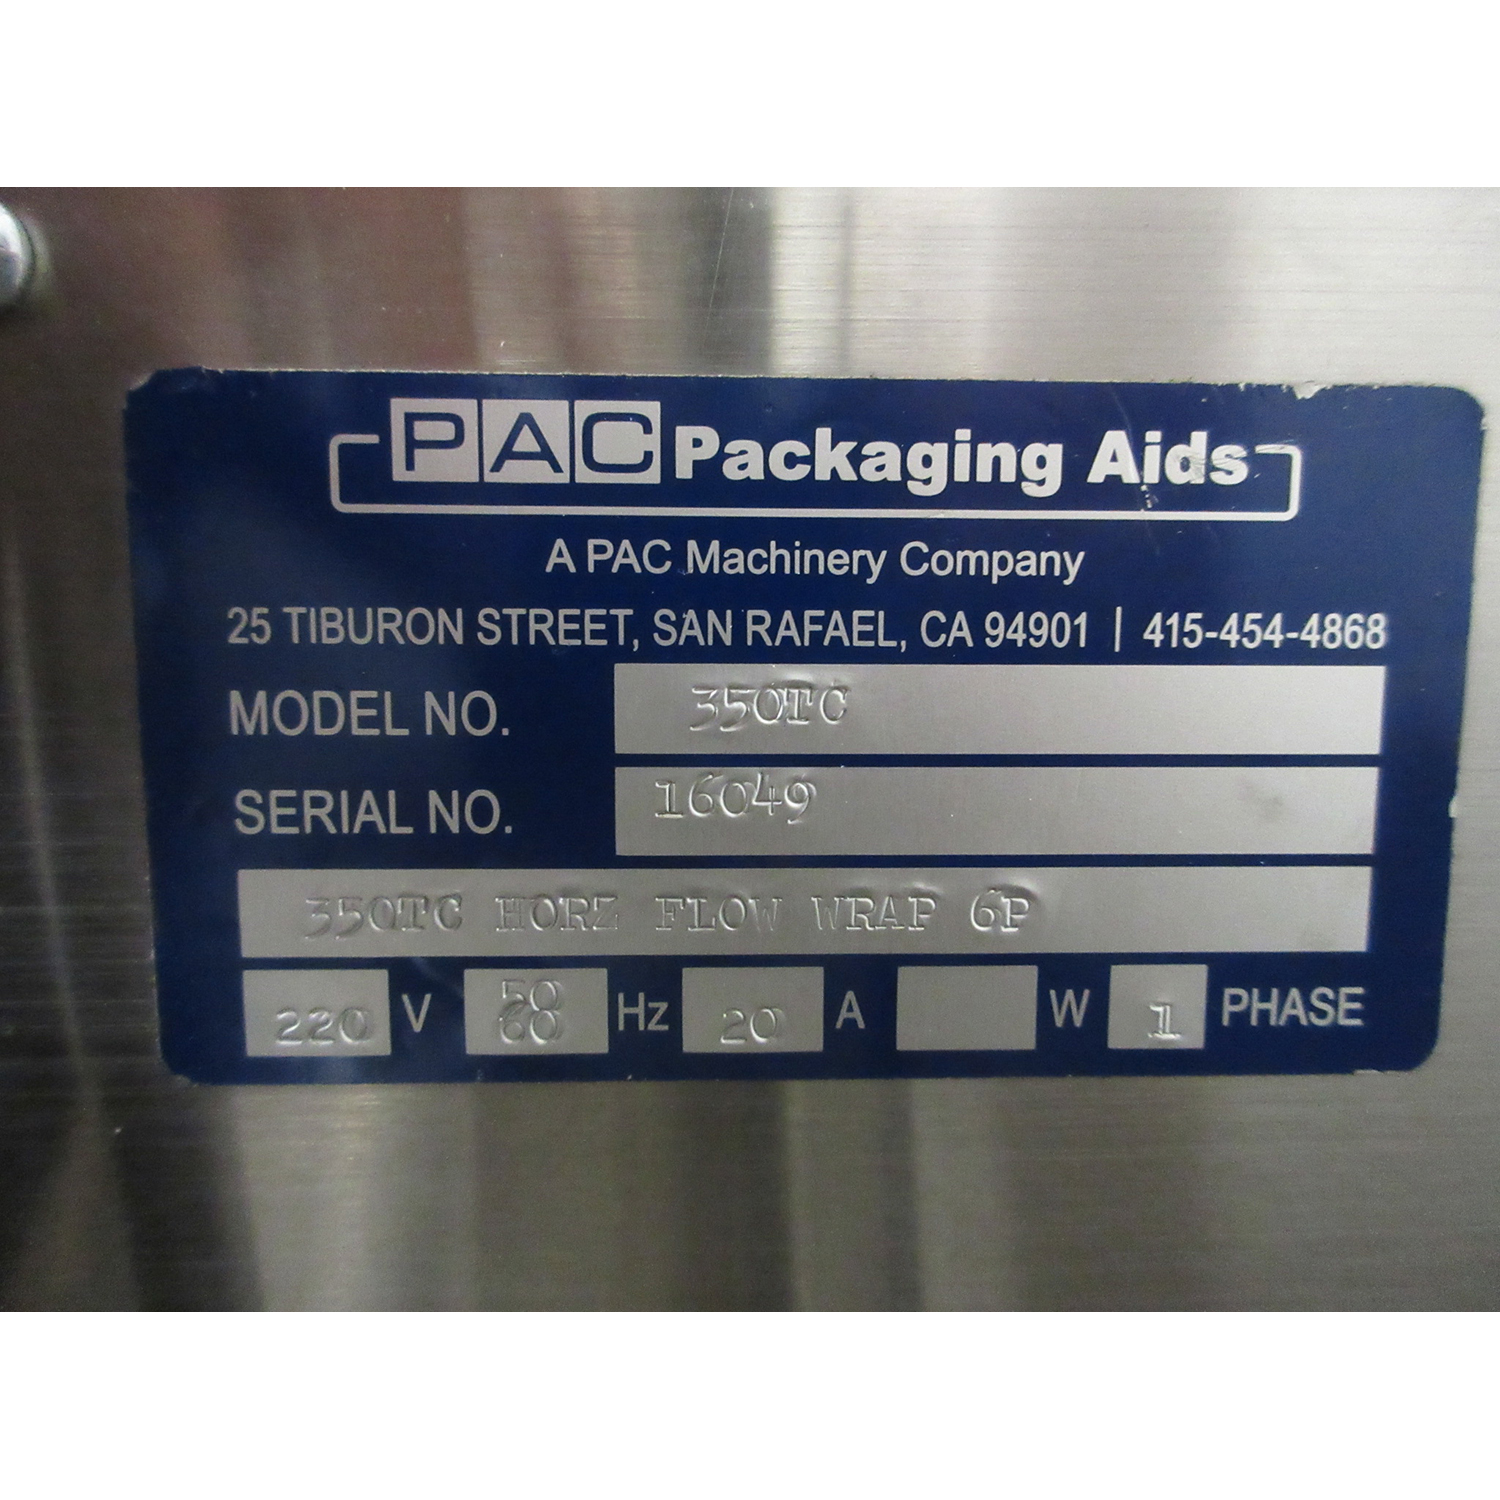 PAC Packaging Aids
A PAC Machinery Company
25 TIBURON STREET, SAN RAFAEL, CA 94901 | 415-454-4868
MODEL NO. 350TC
SERIAL NO. 16049
350TC HORZ FLOW WRAP 6P
220 V 50 60 Hz 20 A W 1 PHASE